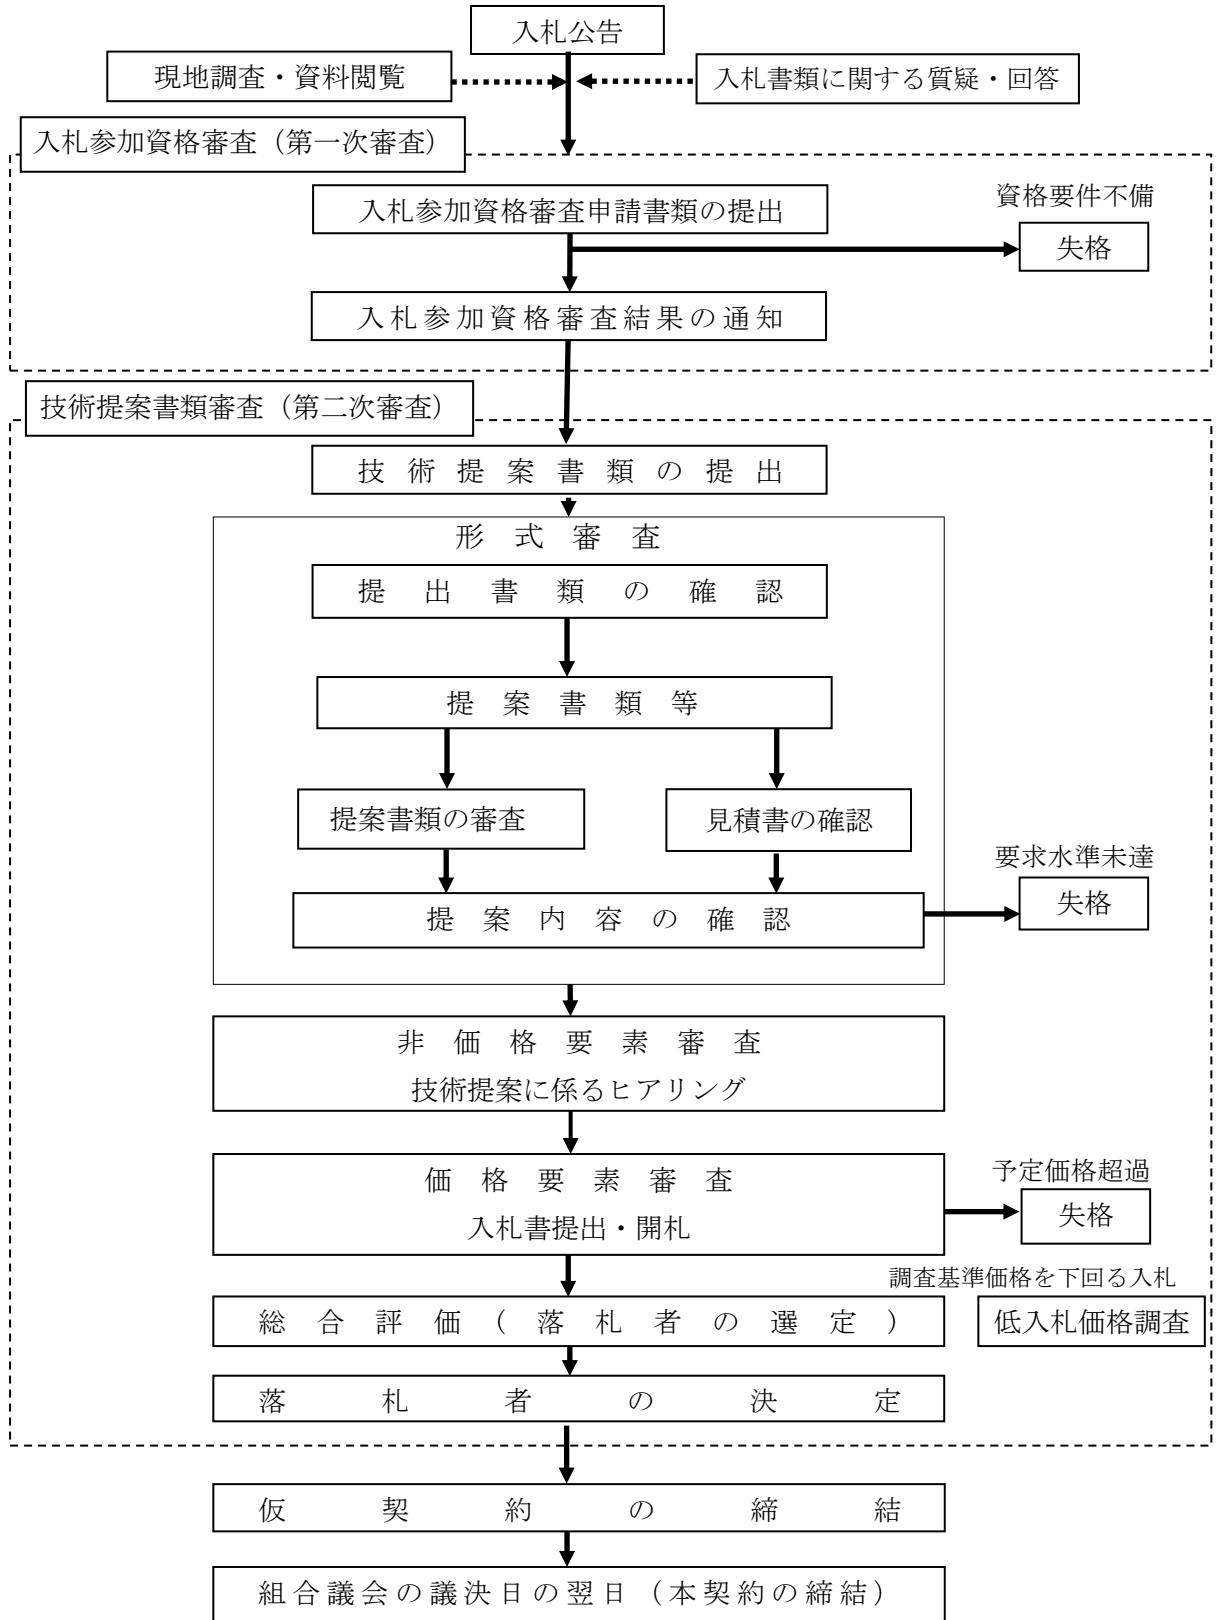 入札公告
現地調査・資料閲覧
入札書類に関する質疑・回答
入札参加資格審査（第一次審査）
入札参加資格審査申請書類の提出
資格要件不備
失格
入札参加資格審査結果の通知
技術提案書類審査（第二次審査）
技術提案書類の提出
形式審査
提出書類の確認
提案書類等
提案書類の審査
見積書の確認
要求水準未達
失格
提案内容の確認
非価格要素審査
技術提案に係るヒアリング
価格要素審査
入札書提出・開札
予定価格超過
失格
調査基準価格を下回る入札
総合評価（落札者の選定）
低入札価格調査
落札者の決定
仮契約の締結
組合議会の議決日の翌日（本契約の締結）